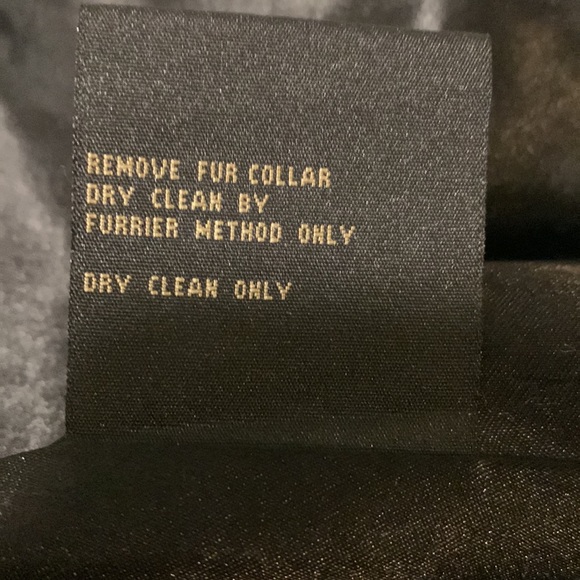 REMOVE FUR COLLAR
DRY CLEAN BY
FURRIER METHOD ONLY
DRY CLEAN ONLY